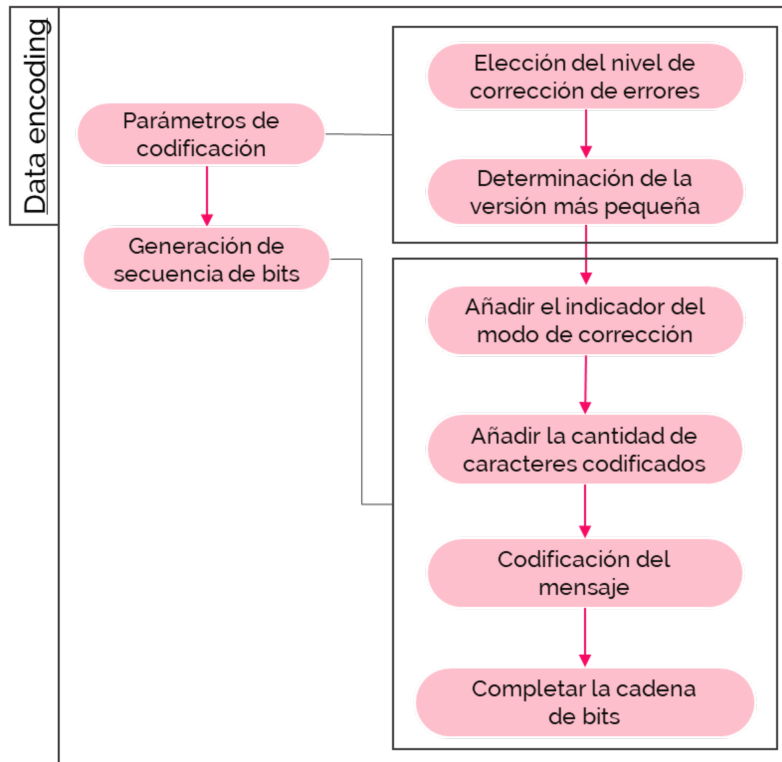 Data encoding
Parámetros de
codificación
Generación de
secuencia de bits
Elección del nivel de
corrección de errores
Determinación de la
versión más pequeña
Añadir el indicador del
modo de corrección
Añadir la cantidad de
caracteres codificados
Codificación del
mensaje
Completar la cadena
de bits